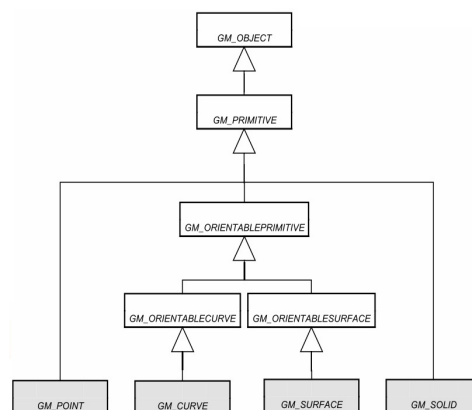 GM_OBJECT
GM_PRIMITIVE
GM_ORIENTABLEPRIMITIVE
GM_ORIENTABLECURVE GM_ORIENTABLESURFACE
GM_POINT GM_CURVE GM_SURFACE GM_SOLID